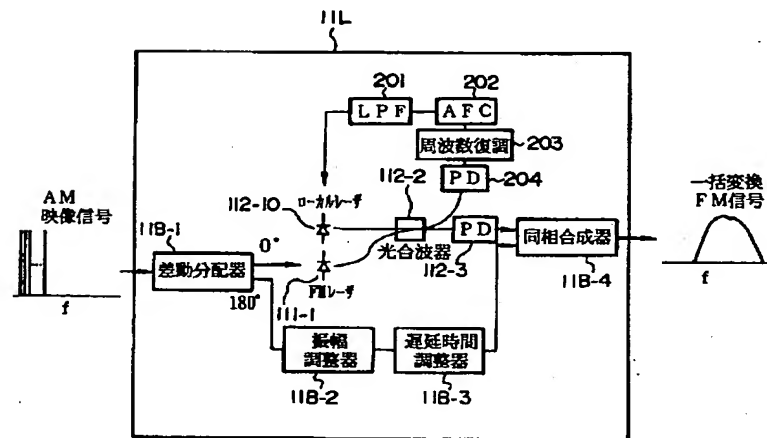 11L
201
202
LPF
AFC
周波数復調
203
PD
204
112-2
112-10
ローカルレーザ
AM
映像信号
11B-1
0°
差動分配器
180°
f
FMレーザ
111-1
光合波器
PD
112-3
同相合成器
11B-4
一括変換
FM信号
f
振幅
調整器
11B-2
遅延時間
調整器
11B-3